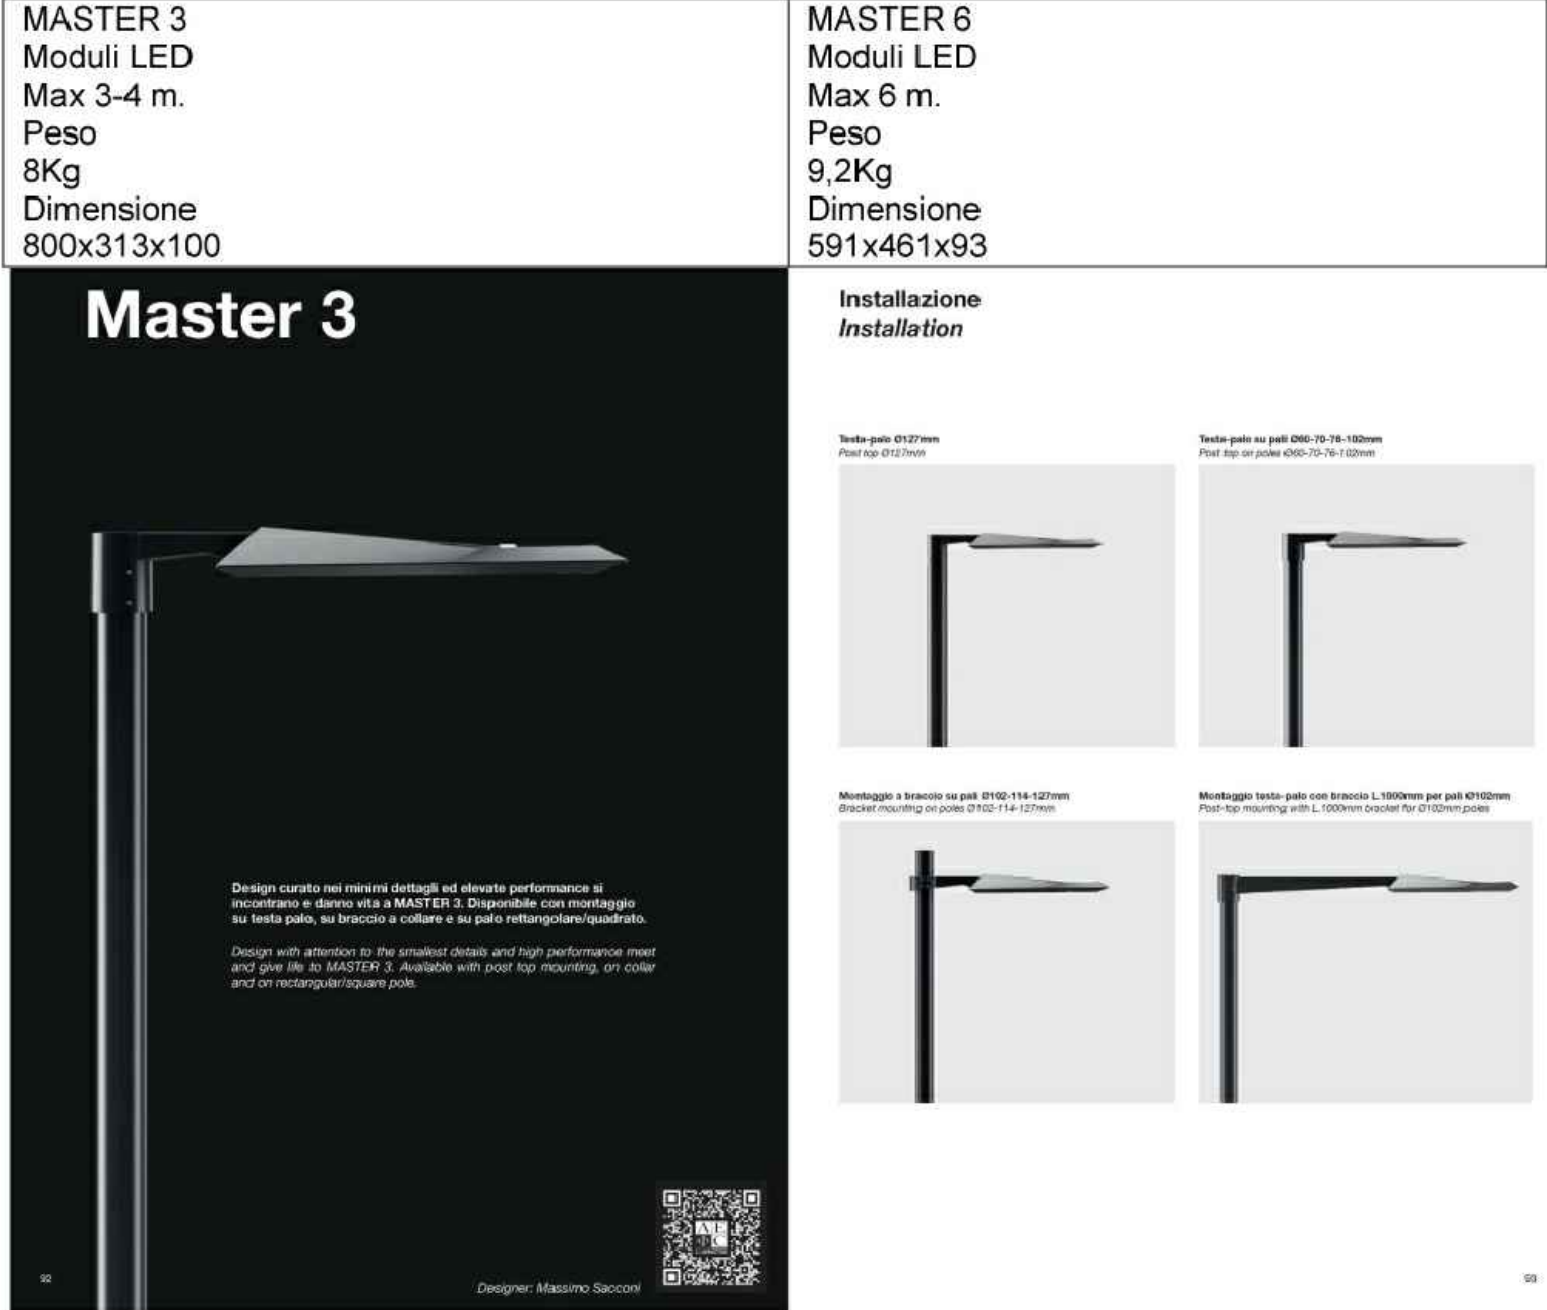 MASTER 3
Moduli LED
Max 3-4 m.
Peso
8Kg
Dimensione
800x313x100
MASTER 6
Moduli LED
Max 6 m.
Peso
9,2Kg
Dimensione
591x461x93
Master 3
Design curato nei minimi dettagli ed elevate performance si
incontrano e danno vita a MASTER 3. Disponibile con montaggio
su testa palo, su braccio a collare e su palo rettangolare/quadrato.
Design with attention to the smallest details and high performance meet
and give life to MASTER 3. Available with post top mounting, on collar
and on rectangular/square pole.
AE
C
Designer: Massimo Sacconi
92
Installazione
Installation
Testa-palo Ø127mm
Post top Ø127mm
Testa-palo su pali Ø60-70-76-102mm
Post top on poles Ø60-70-76-102mm
Montaggio a braccio su pali Ø102-114-127mm
Bracket mounting on poles Ø102-114-127mm
Montaggio testa-palo con braccio L.1000mm per pali Ø102mm
Post-top mounting with L.1000mm bracket for Ø102mm poles
93